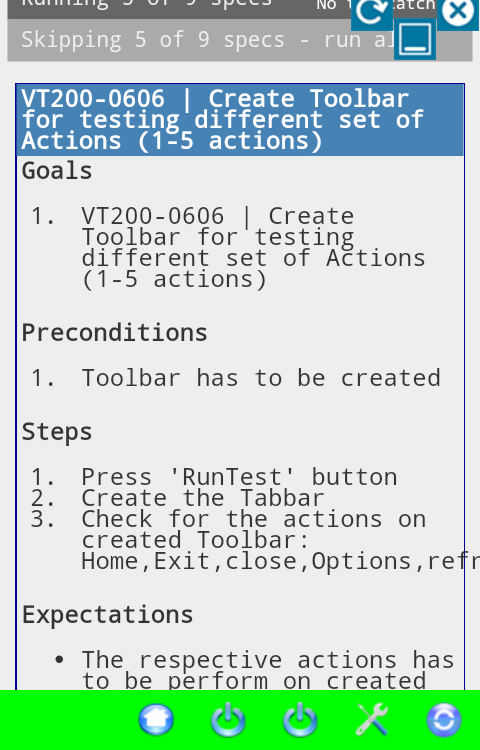 Running 5 of 9 specs
No try/catch
Skipping 5 of 9 specs - run al
VT200-0606 | Create Toolbar
for testing different set of
Actions (1-5 actions)
Goals
1. VT200-0606 | Create
Toolbar for testing
different set of Actions
(1-5 actions)
Preconditions
1. Toolbar has to be created
Steps
1. Press 'RunTest' button
2. Create the Tabbar
3. Check for the actions on
created Toolbar:
Home,Exit,close,Options,refr
Expectations
• The respective actions has
to be perform on created